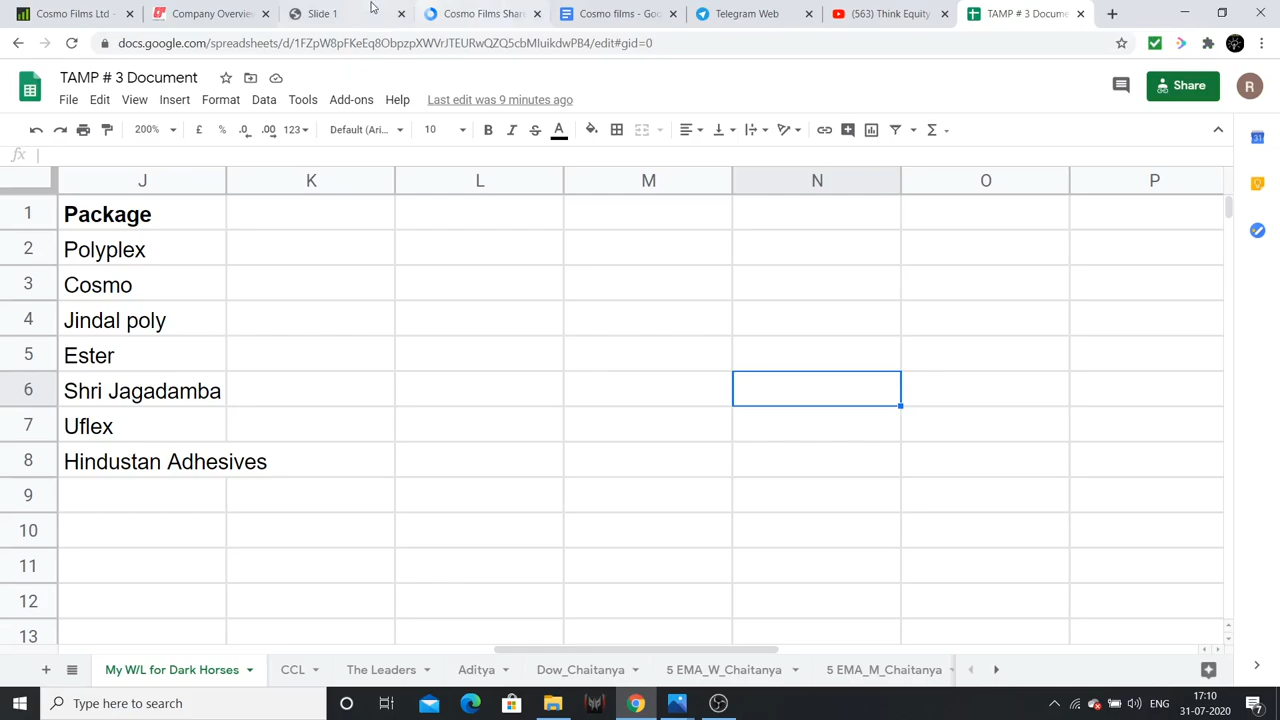 Cosmo Films Ltd -
Company Overvie
Slide 1
Cosmo Films Share
Cosmo films - Goo
Telegram Web
(563) Think Equity
TAMP # 3 Docume
docs.google.com/spreadsheets/d/1FZpW8pFKeEq8ObpzpXWVrJTEURwQZQ5cbMIuikdwPB4/edit#gid=0
TAMP # 3 Document
File Edit View Insert Format Data Tools Add-ons Help Last edit was 9 minutes ago
Share
R
200% £ % .0 .00 123 Default (Ari... 10 B I S A
fx
J K L M N O P
1 Package
2 Polyplex
3 Cosmo
4 Jindal poly
5 Ester
6 Shri Jagadamba
7 Uflex
8 Hindustan Adhesives
9
10
11
12
13
My W/L for Dark Horses CCL The Leaders Aditya Dow_Chaitanya 5 EMA_W_Chaitanya 5 EMA_M_Chaitanya
Type here to search
ENG
17:10
31-07-2020
7